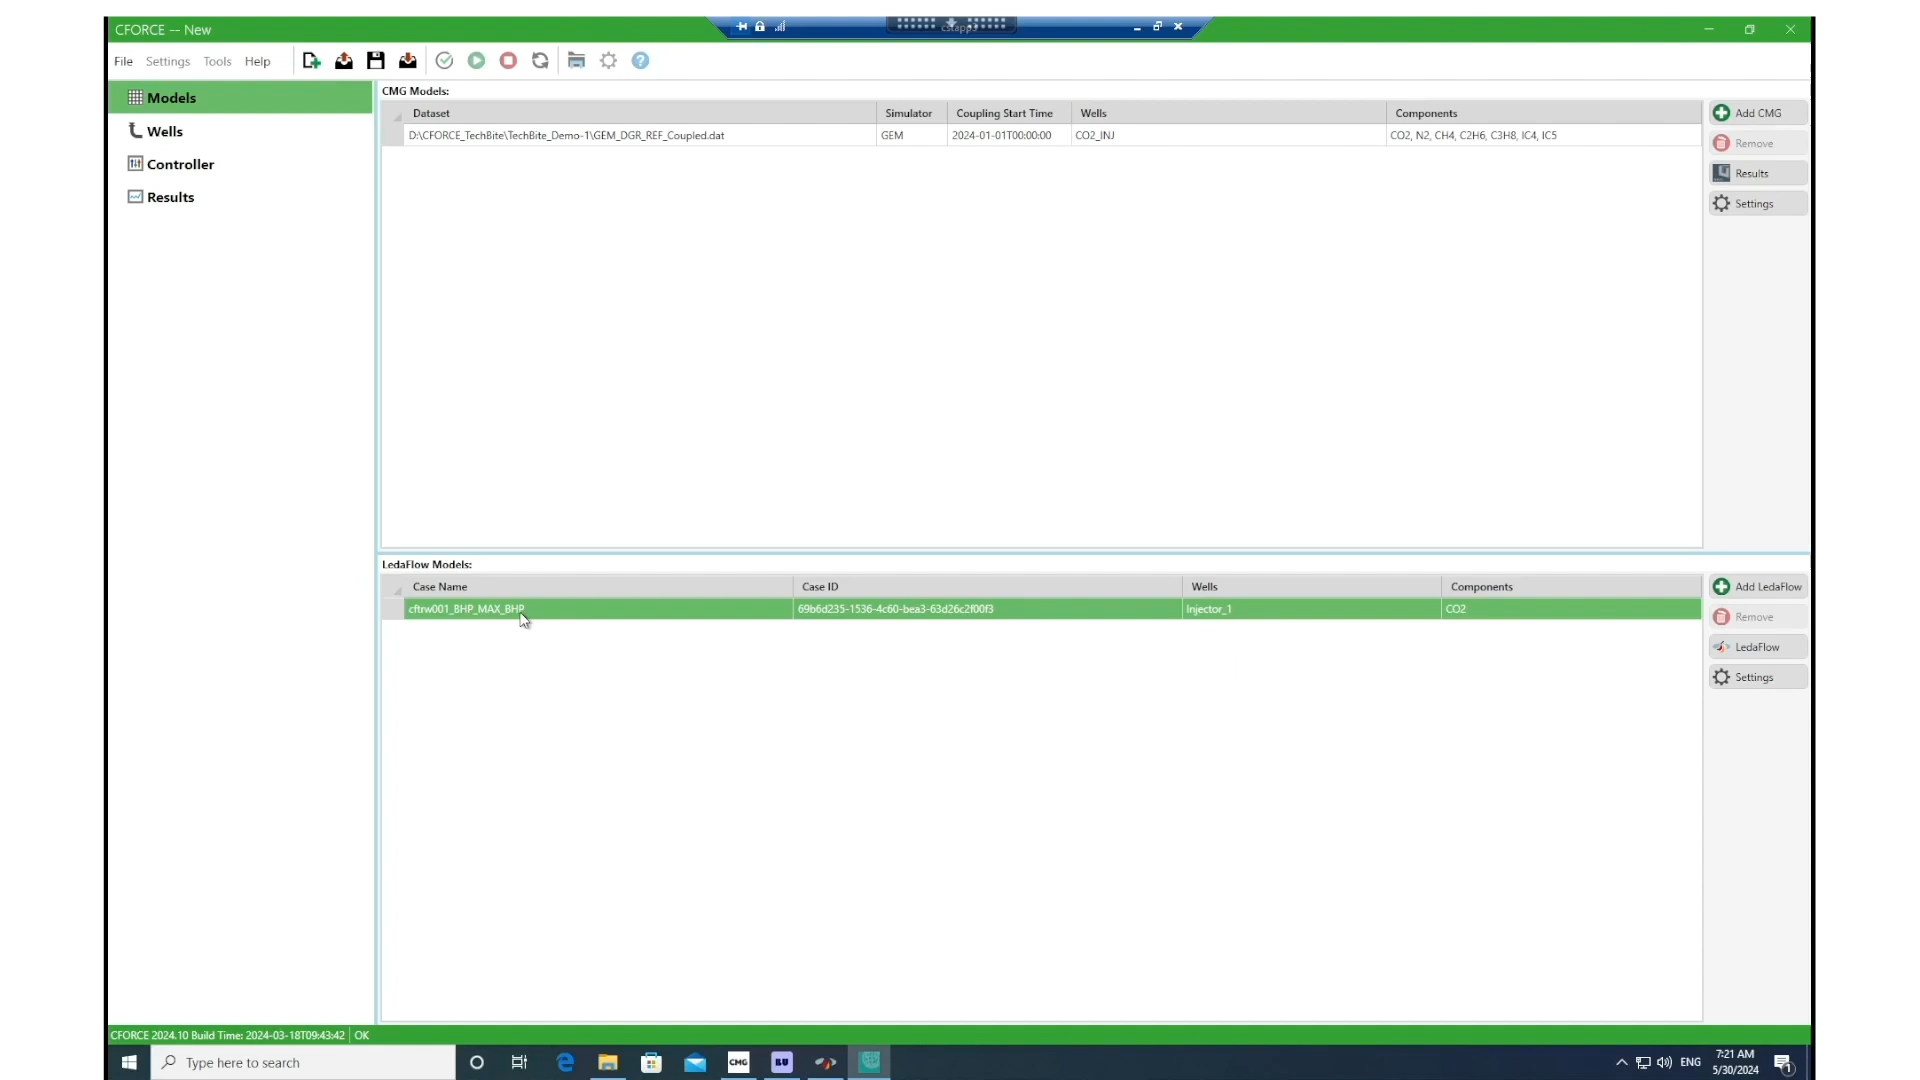 CFORCE -- New
cstapp3
File Settings Tools Help
Models
Wells
Controller
Results
CMG Models:
Dataset Simulator Coupling Start Time Wells Components
D:\CFORCE_TechBite\TechBite_Demo-1\GEM_DGR_REF_Coupled.dat GEM 2024-01-01T00:00:00 CO2_INJ CO2, N2, CH4, C2H6, C3H8, IC4, IC5
Add CMG
Remove
Results
Settings
LedaFlow Models:
Case Name Case ID Wells Components
cftrw001_BHP_MAX_BHP 69b6d235-1536-4c60-bea3-63d26c2f00f3 Injector_1 CO2
Add LedaFlow
Remove
LedaFlow
Settings
CFORCE 2024.10 Build Time: 2024-03-18T09:43:42 OK
Type here to search
CMG
BU
ENG
7:21 AM
5/30/2024
1